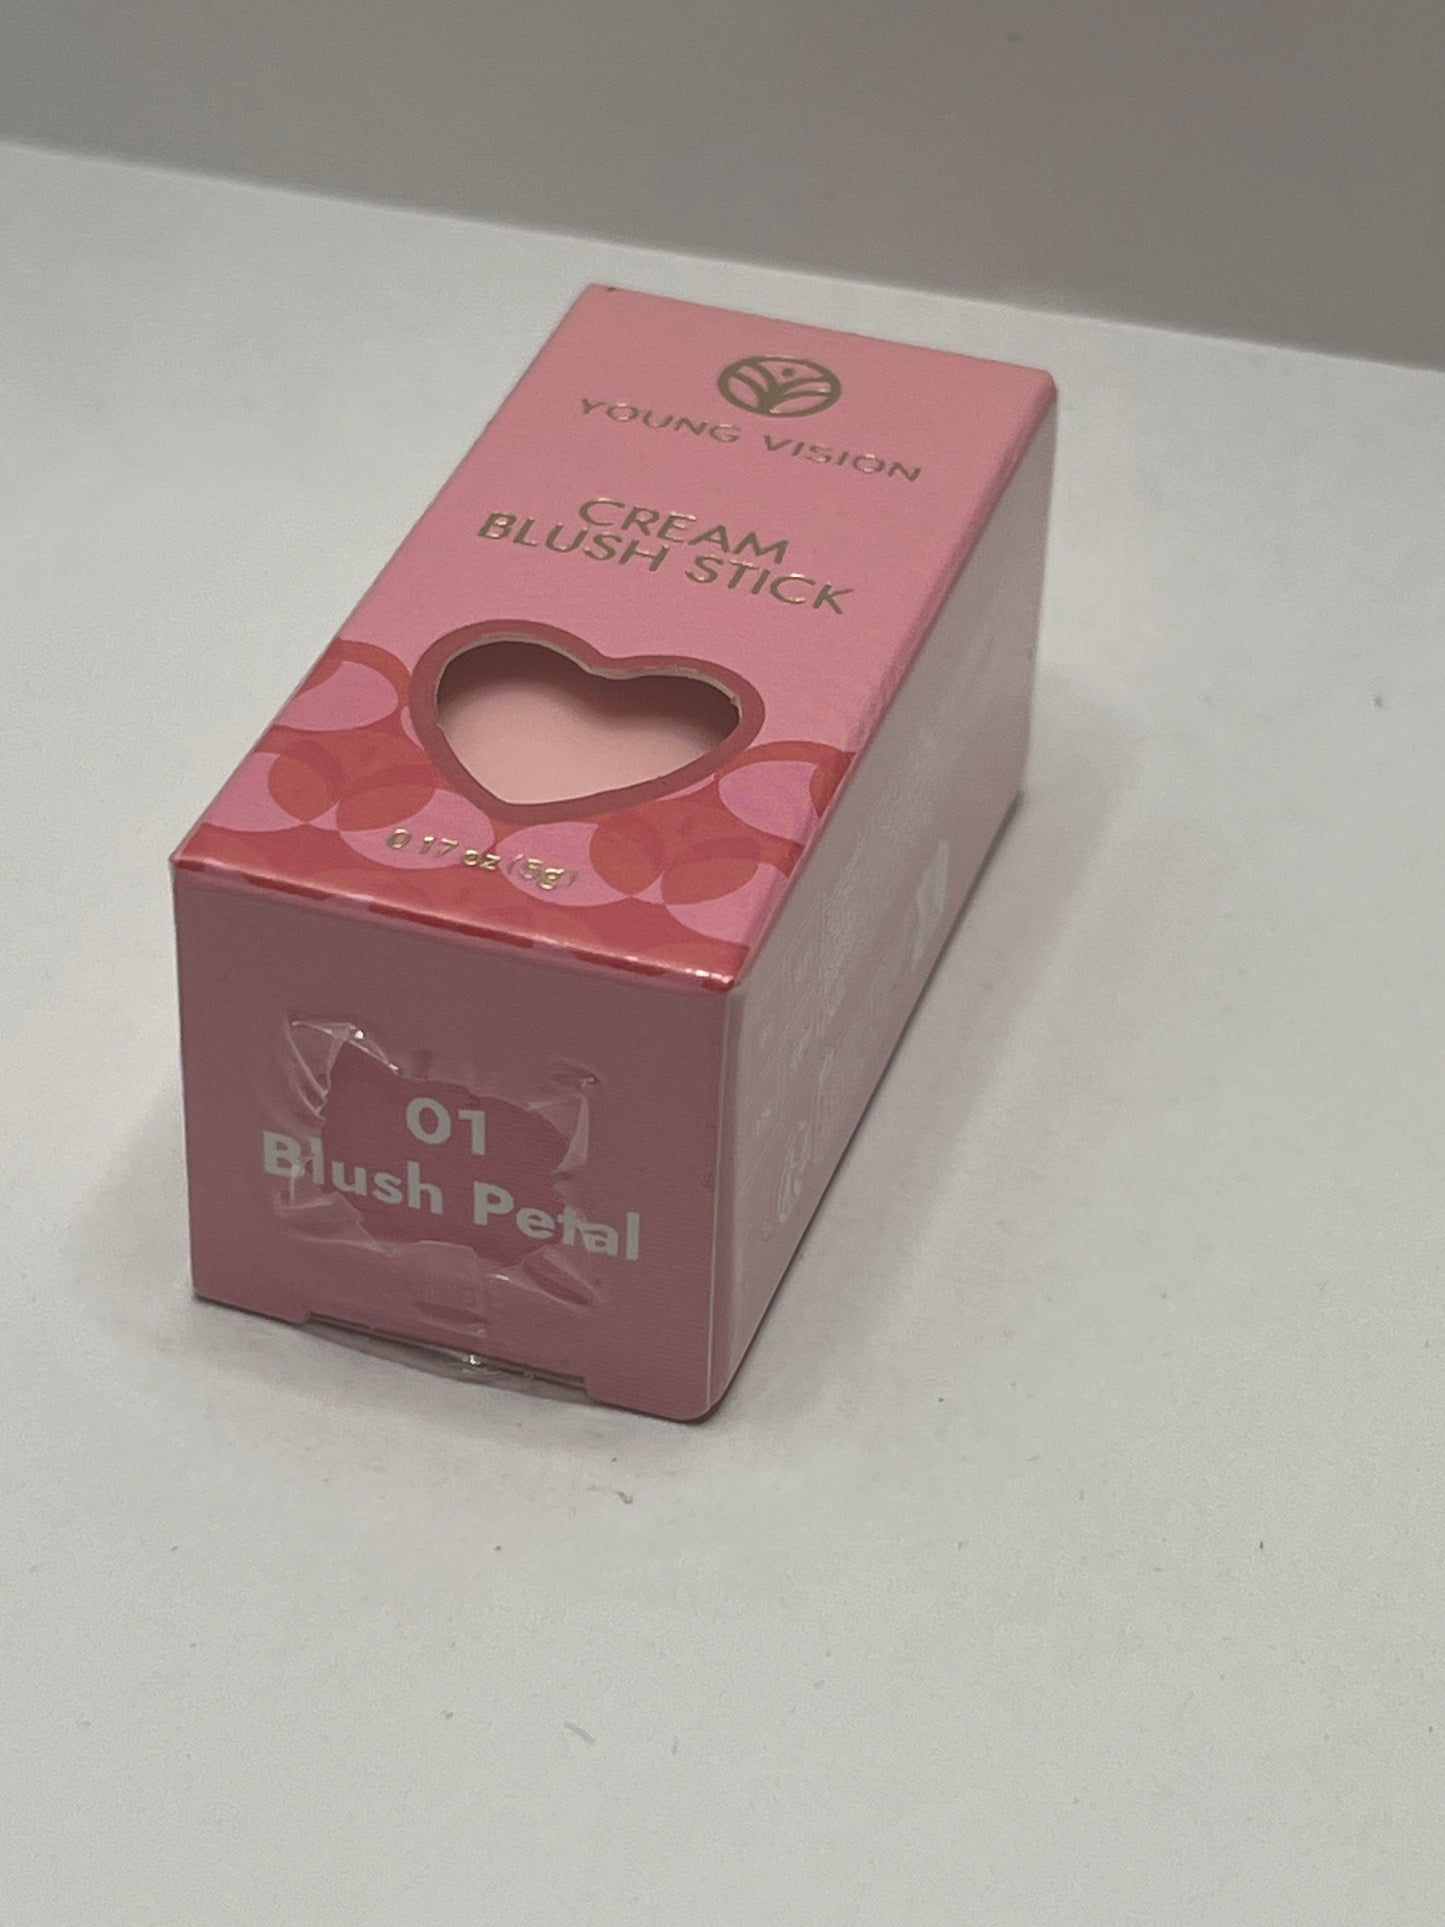 YOUNG VISION
CREAM
BLUSH STICK
0.17 oz (5g)
01
Blush Petal